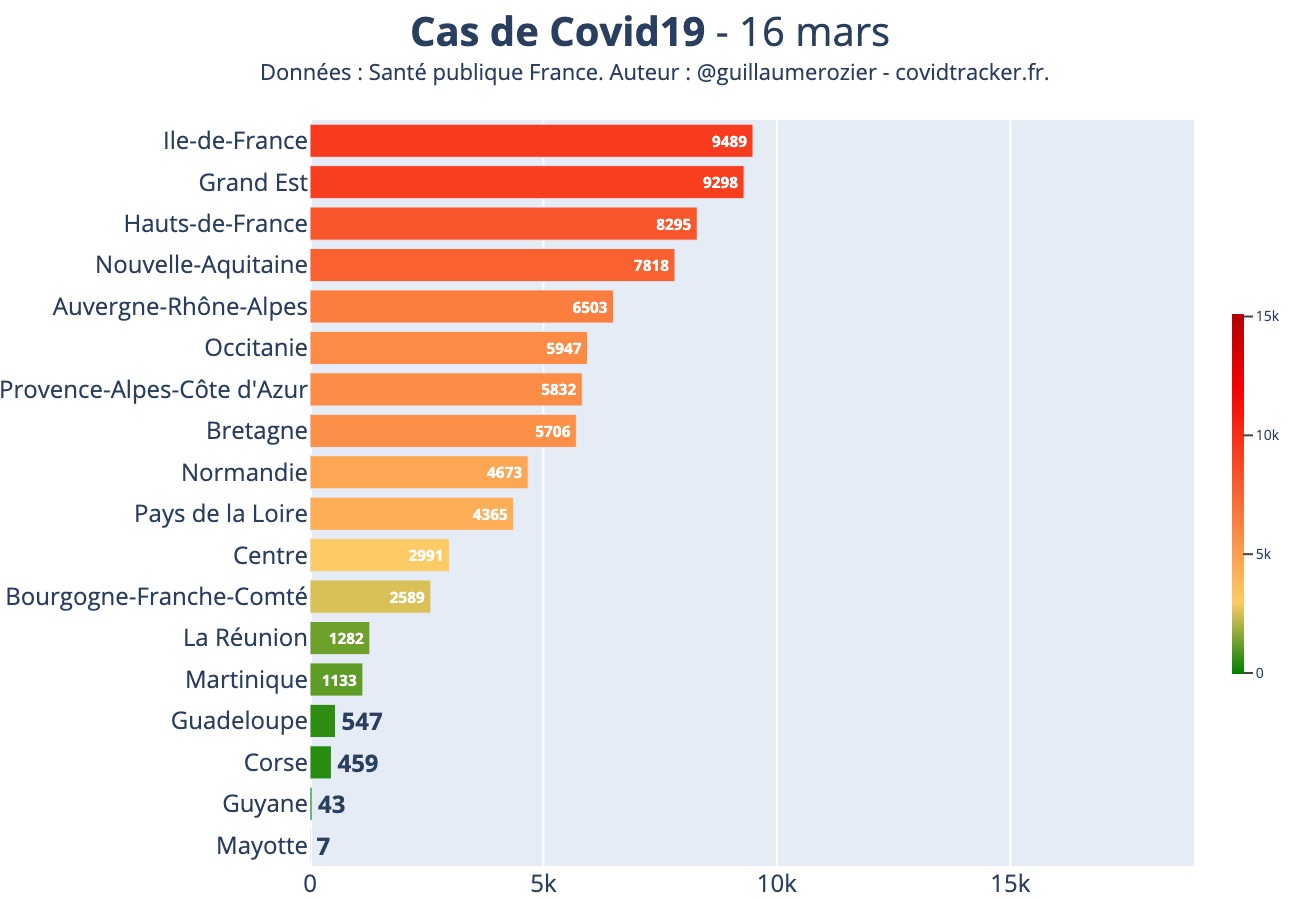 Cas de Covid19 - 16 mars
Données : Santé publique France. Auteur : @guillaumerozier - covidtracker.fr.
Ile-de-France 9489
Grand Est 9298
Hauts-de-France 8295
Nouvelle-Aquitaine 7818
Auvergne-Rhône-Alpes 6503
Occitanie 5947
Provence-Alpes-Côte d'Azur 5832
Bretagne 5706
Normandie 4673
Pays de la Loire 4365
Centre 2991
Bourgogne-Franche-Comté 2589
La Réunion 1282
Martinique 1133
Guadeloupe 547
Corse 459
Guyane 43
Mayotte 7
0 5k 10k 15k
15k
10k
5k
0